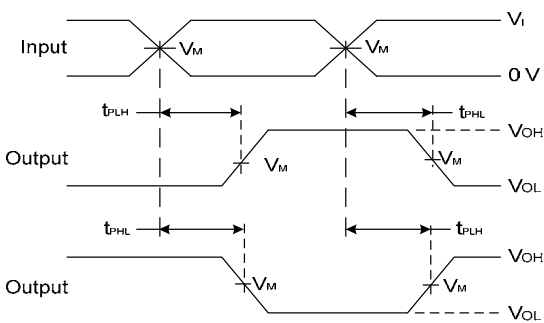 Input
VM
VM
VI
0 V
tPLH
tPHL
Output
VM
VM
VOH
VOL
tPHL
tPLH
Output
VM
VM
VOH
VOL